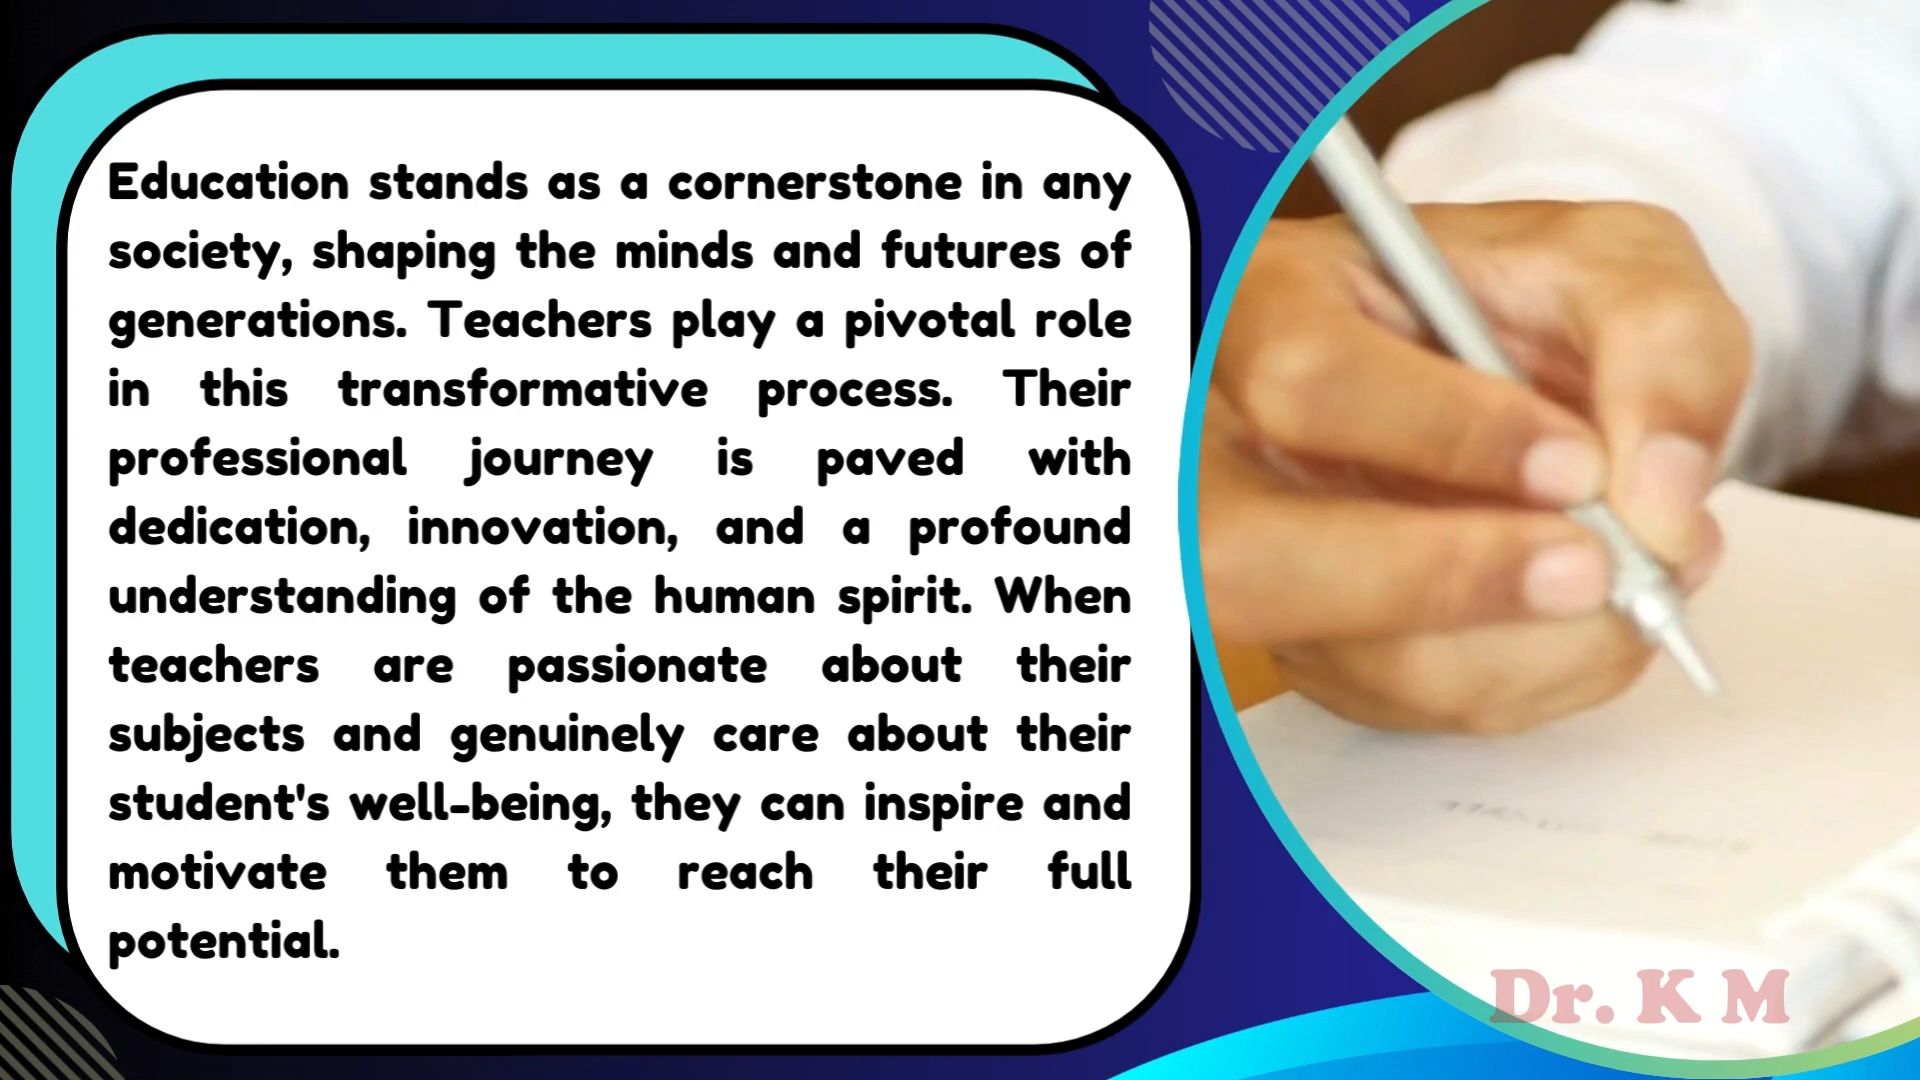 Education stands as a cornerstone in any
society, shaping the minds and futures of
generations. Teachers play a pivotal role
in this transformative process. Their
professional journey is paved with
dedication, innovation, and a profound
understanding of the human spirit. When
teachers are passionate about their
subjects and genuinely care about their
student's well-being, they can inspire and
motivate them to reach their full
potential.
Dr. K M